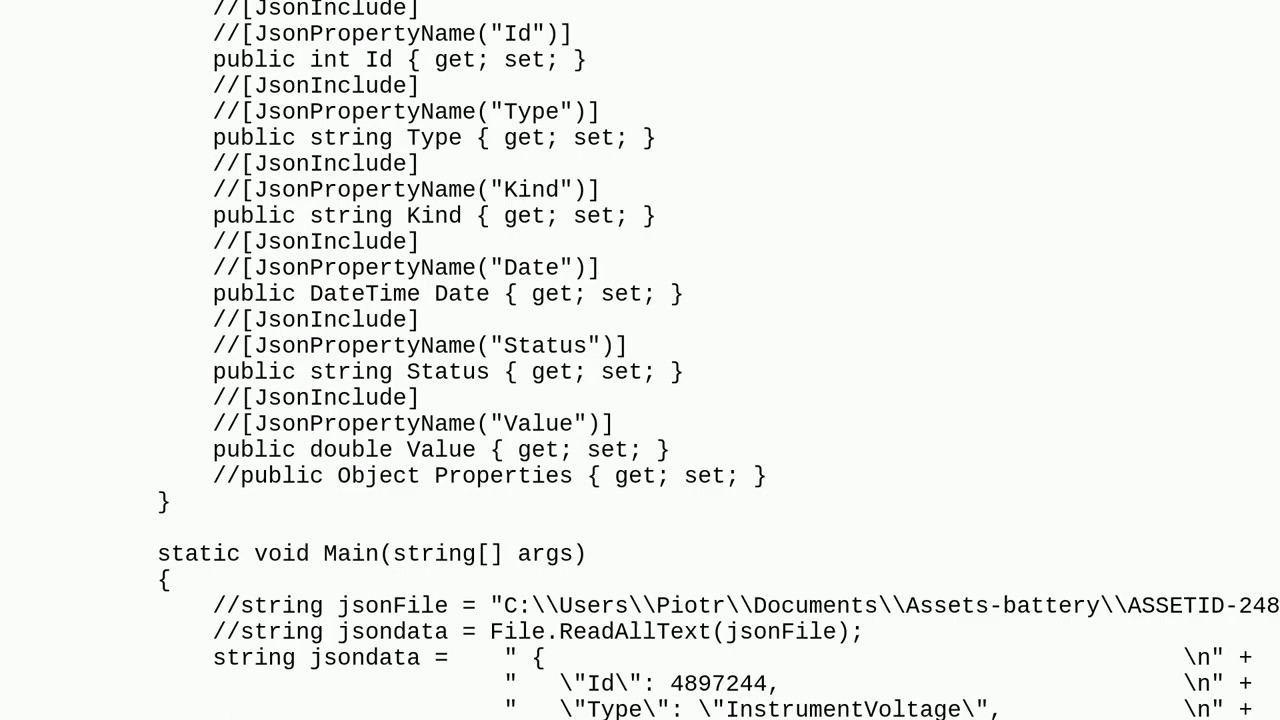 //[JsonInclude]
//[JsonPropertyName("Id")]
public int Id { get; set; }
//[JsonInclude]
//[JsonPropertyName("Type")]
public string Type { get; set; }
//[JsonInclude]
//[JsonPropertyName("Kind")]
public string Kind { get; set; }
//[JsonInclude]
//[JsonPropertyName("Date")]
public DateTime Date { get; set; }
//[JsonInclude]
//[JsonPropertyName("Status")]
public string Status { get; set; }
//[JsonInclude]
//[JsonPropertyName("Value")]
public double Value { get; set; }
//public Object Properties { get; set; }
}
static void Main(string[] args)
{
//string jsonFile = "C:\\Users\\Piotr\\Documents\\Assets-battery\\ASSETID-248
//string jsondata = File.ReadAllText(jsonFile);
string jsondata =    " {                                              \n" +
"   \"Id\": 4897244,                             \n" +
"   \"Type\": \"InstrumentVoltage\",             \n" +